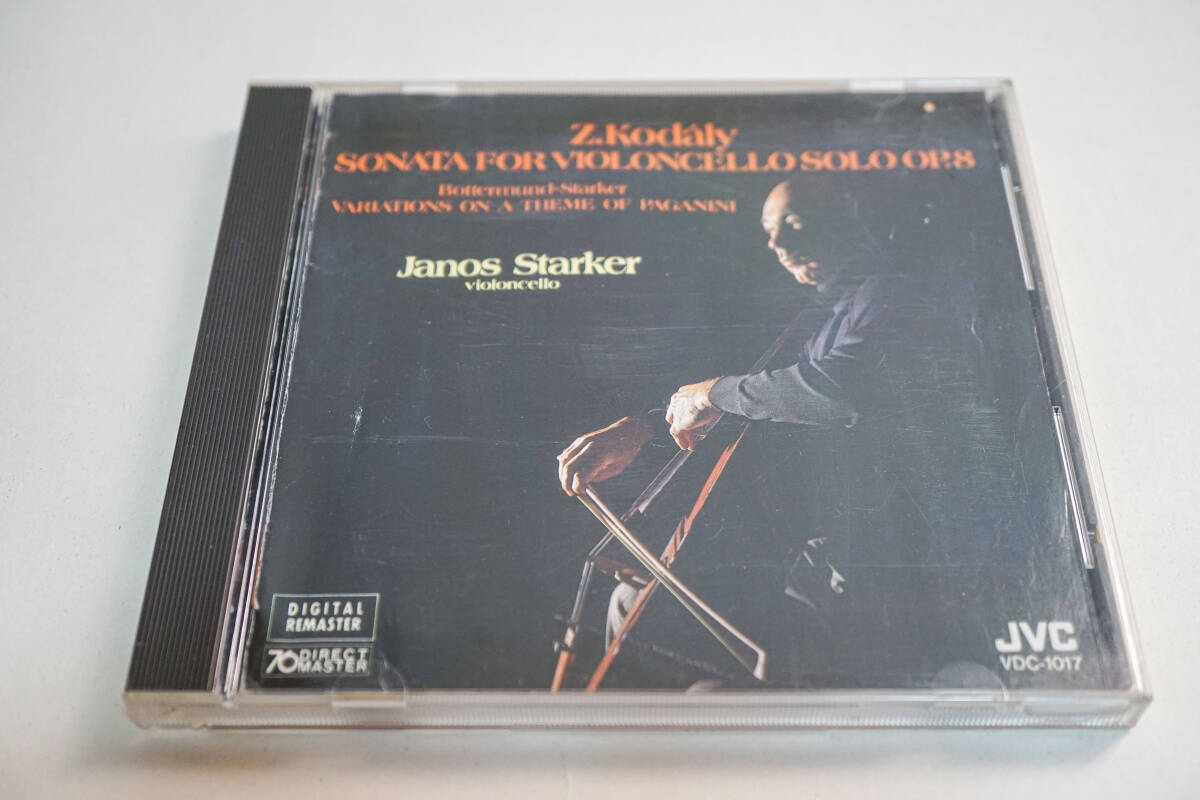 Z.Kodály
SONATA FOR VIOLONCELLO SOLO OP.8
Bottermund-Starker
VARIATIONS ON A THEME OF PAGANINI
Janos Starker
violoncello
DIGITAL
REMASTER
76 DIRECT
MASTER
JVC
VDC-1017